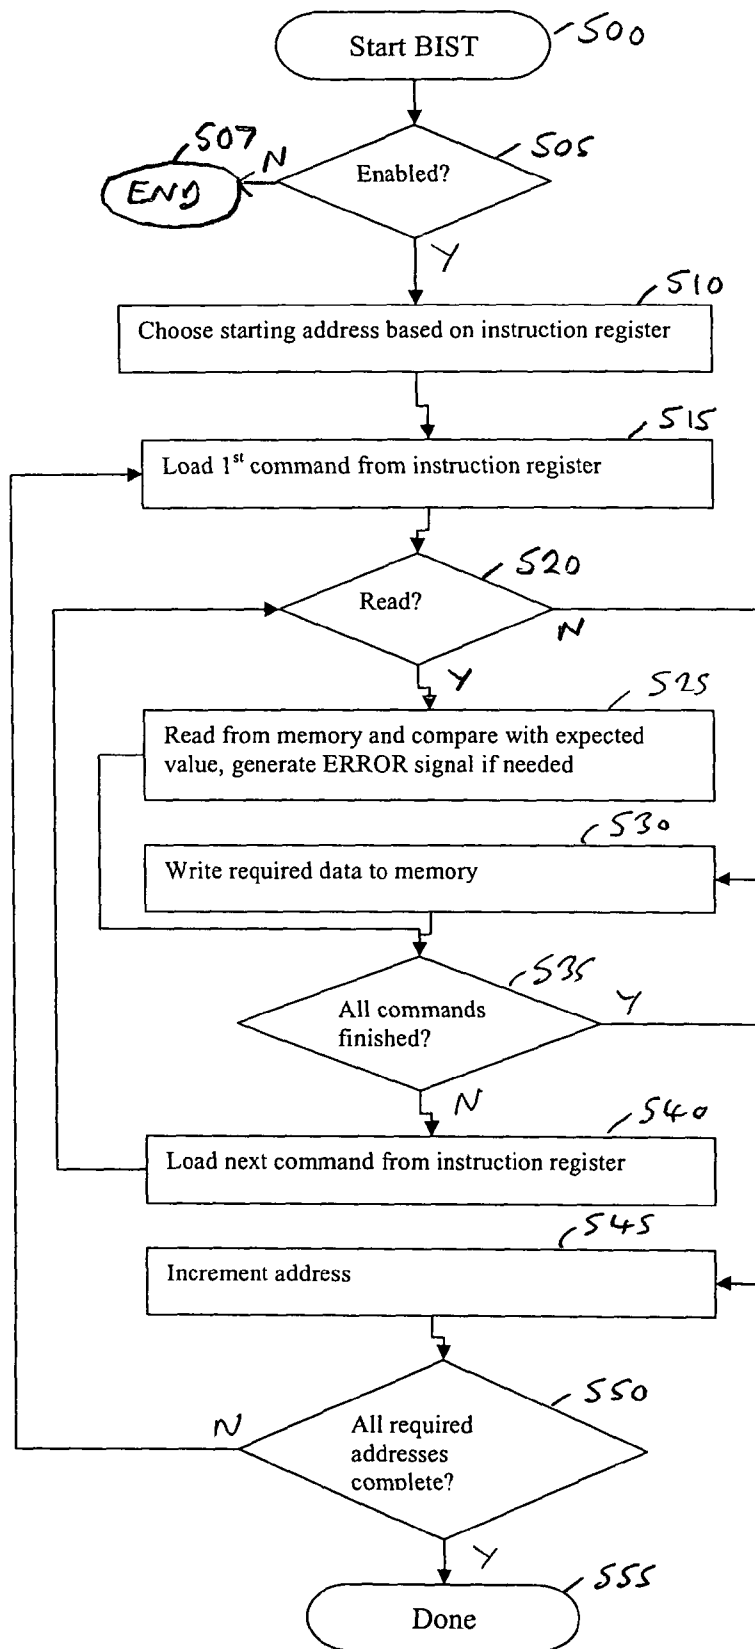 Start BIST
500
507
N
505
END
Enabled?
Y
510
Choose starting address based on instruction register
515
Load 1st command from instruction register
520
Read?
N
Y
525
Read from memory and compare with expected
value, generate ERROR signal if needed
530
Write required data to memory
535
All commands
finished?
Y
N
540
Load next command from instruction register
545
Increment address
550
N
All required
addresses
complete?
Y
555
Done